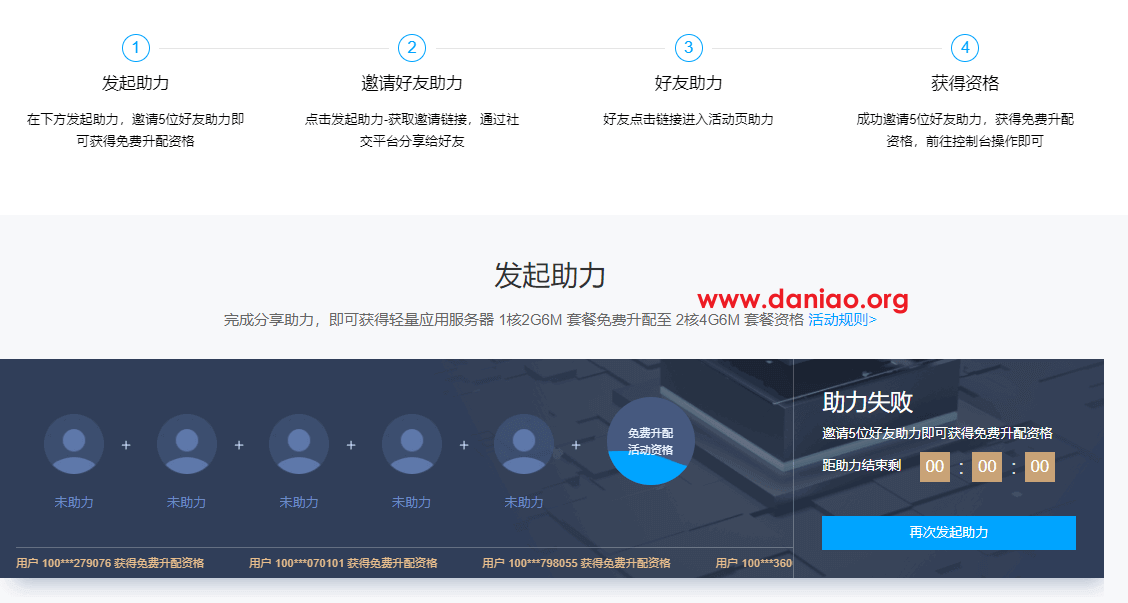 1
2
3
4
发起助力
邀请好友助力
好友助力
获得资格
在下方发起助力，邀请5位好友助力即
可获得免费升配资格
点击发起助力-获取邀请链接，通过社
交平台分享给好友
好友点击链接进入活动页助力
成功邀请5位好友助力，获得免费升配
资格，前往控制台操作即可
发起助力
www.daniao.org
完成分享助力，即可获得轻量应用服务器 1核2G6M 套餐免费升配至 2核4G6M 套餐资格 活动规则>
+
+
+
+
+
免费升配
活动资格
未助力
未助力
未助力
未助力
未助力
用户 100***279076 获得免费升配资格
用户 100***070101 获得免费升配资格
用户 100***798055 获得免费升配资格
用户 100***360
助力失败
邀请5位好友助力即可获得免费升配资格
距助力结束剩 00 : 00 : 00
再次发起助力